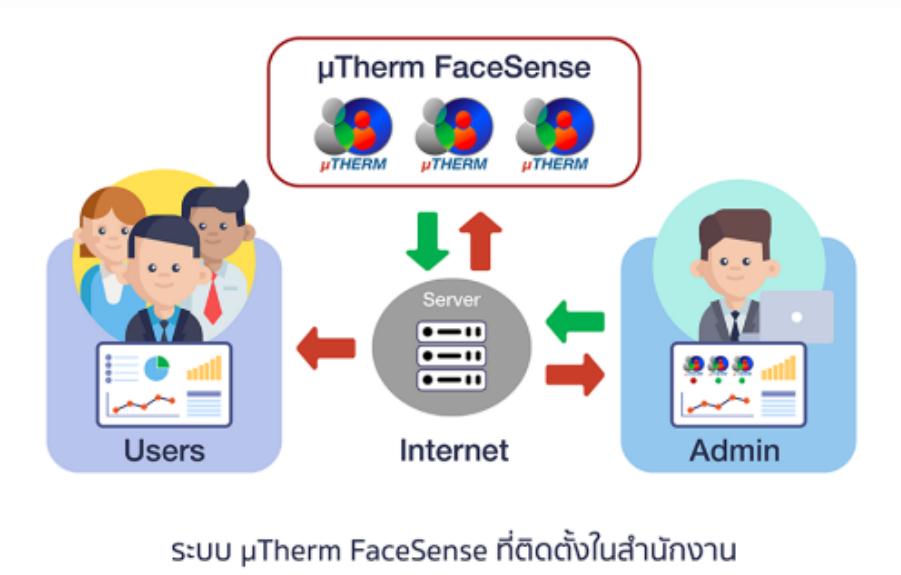 µTherm FaceSense
µTHERM µTHERM µTHERM
Server
Users
Internet
Admin
ระบบ µTherm FaceSense ที่ติดตั้งในสำนักงาน